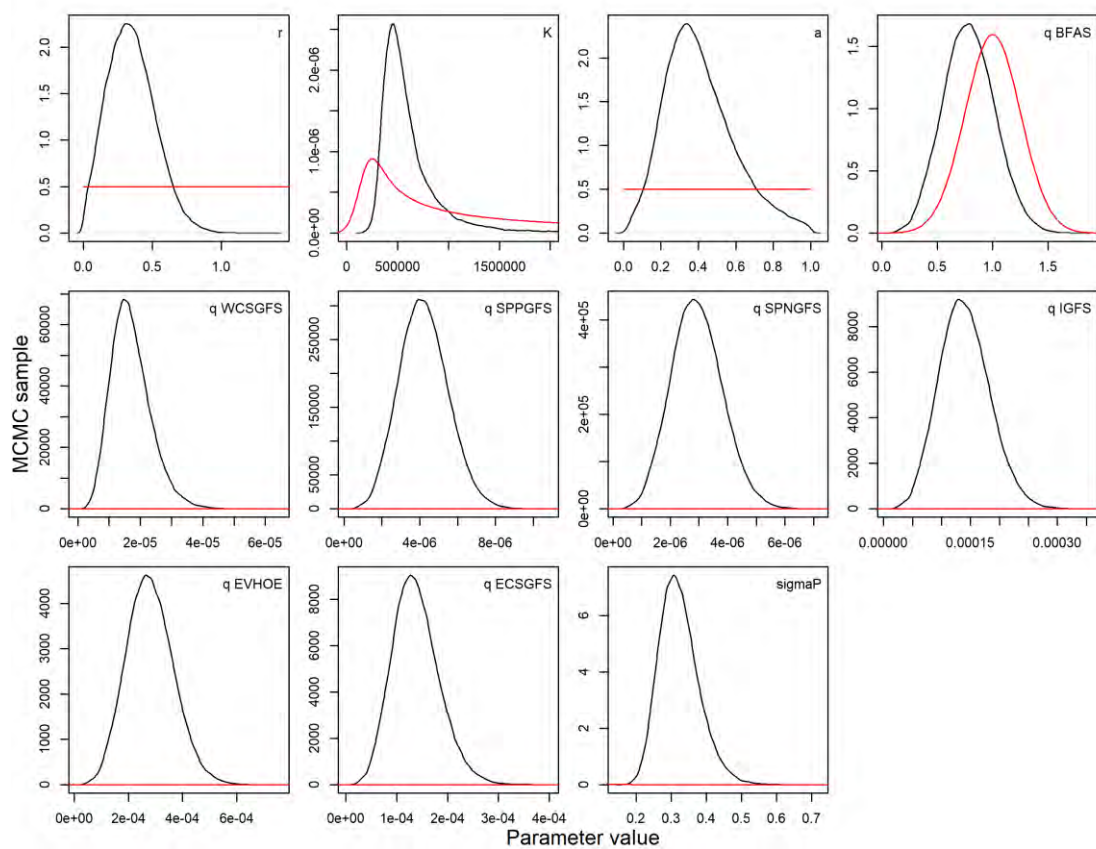 r
0.0 0.5 1.0 1.5 2.0
0.0 0.5 1.0
K
0.0e+00 1.0e-06 2.0e-06
0 500000 1500000
a
0.0 0.5 1.0 1.5 2.0
0.0 0.2 0.4 0.6 0.8 1.0
q BFAS
0.0 0.5 1.0 1.5
0.0 0.5 1.0 1.5
q WCSGFS
0 20000 40000 60000
0e+00 2e-05 4e-05 6e-05
q SPPGFS
0 50000 150000 250000
0e+00 4e-06 8e-06
q SPNGFS
0e+00 2e+05 4e+05
0e+00 2e-06 4e-06 6e-06
q IGFS
0 2000 4000 6000 8000
0.00000 0.00015 0.00030
q EVHOE
0 1000 2000 3000 4000
0e+00 2e-04 4e-04 6e-04
q ECSGFS
0 2000 4000 6000 8000
0e+00 1e-04 2e-04 3e-04 4e-04
sigmaP
0 2 4 6
0.2 0.3 0.4 0.5 0.6 0.7
MCMC sample
Parameter value